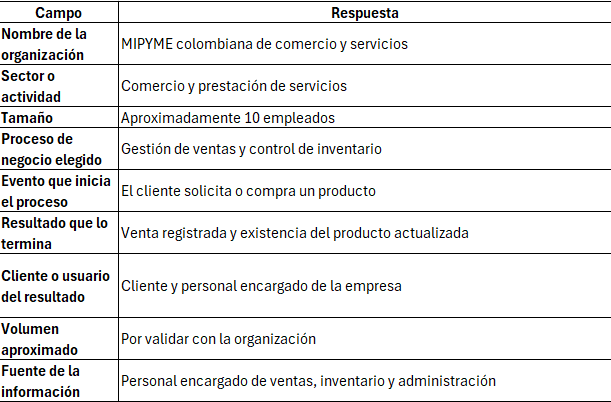 Campo Respuesta
Nombre de la
organización
MIPYME colombiana de comercio y servicios
Sector o
actividad
Comercio y prestación de servicios
Tamaño Aproximadamente 10 empleados
Proceso de
negocio elegido
Gestión de ventas y control de inventario
Evento que inicia
el proceso
El cliente solicita o compra un producto
Resultado que lo
termina
Venta registrada y existencia del producto actualizada
Cliente o usuario
del resultado
Cliente y personal encargado de la empresa
Volumen
aproximado
Por validar con la organización
Fuente de la
información
Personal encargado de ventas, inventario y administración